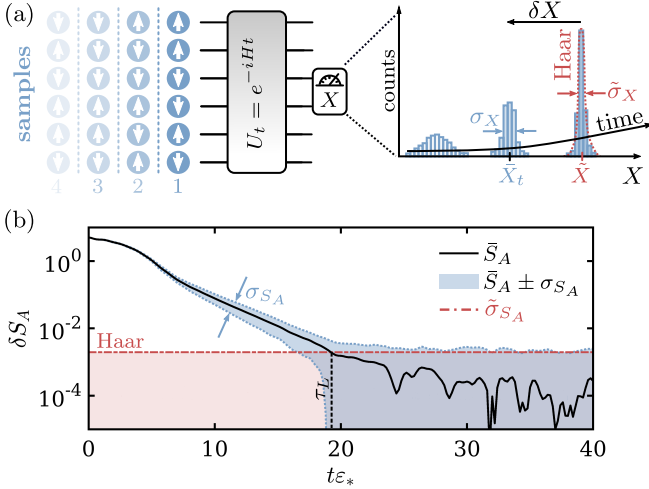 (a)
samples
4 3 2 1
U_t = e^{-iHt}
X
counts
δX
Haar
σ̃_X
σ_X
time
X̄_t
X̃
X
(b)
δS_A
10^0
10^{-2}
10^{-4}
σ_{S_A}
S̄_A
S̄_A ± σ_{S_A}
σ̃_{S_A}
Haar
τ_L
0 10 20 30 40
tε_*